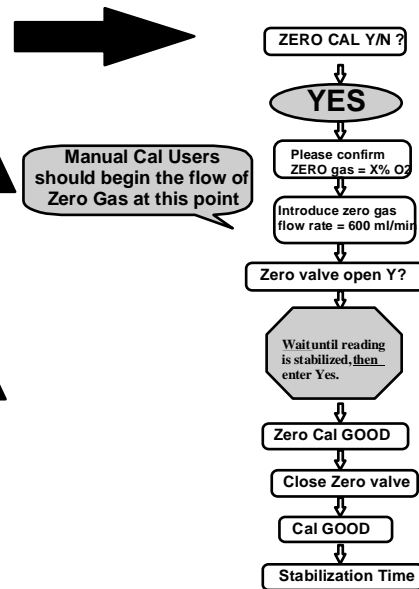 ZERO CAL Y/N ?
YES
Please confirm
ZERO gas = X% O2
Manual Cal Users
should begin the flow of
Zero Gas at this point
Introduce zero gas
flow rate = 600 ml/min
Zero valve open Y?
Wait until reading
is stabilized, then
enter Yes.
Zero Cal GOOD
Close Zero valve
Cal GOOD
Stabilization Time